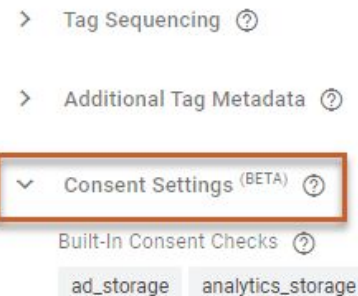 Tag Sequencing
Additional Tag Metadata
Consent Settings (BETA)
Built-In Consent Checks
ad_storage analytics_storage